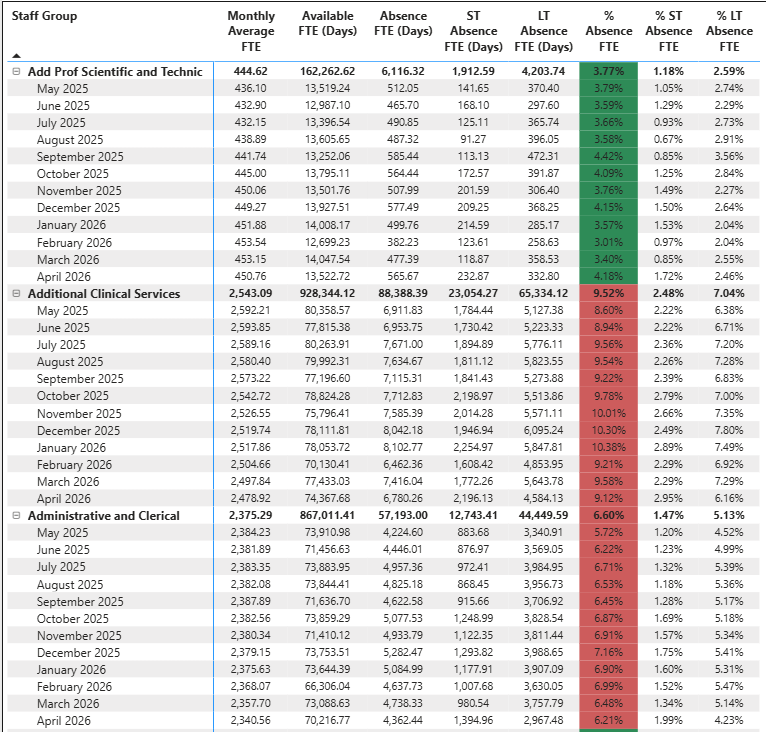 Staff Group Monthly Average FTE Available FTE (Days) Absence FTE (Days) ST Absence FTE (Days) LT Absence FTE (Days) % Absence FTE % ST Absence FTE % LT Absence FTE
Add Prof Scientific and Technic 444.62 162,262.62 6,116.32 1,912.59 4,203.74 3.77% 1.18% 2.59%
May 2025 436.10 13,519.24 512.05 141.65 370.40 3.79% 1.05% 2.74%
June 2025 432.90 12,987.10 465.70 168.10 297.60 3.59% 1.29% 2.29%
July 2025 432.15 13,396.54 490.85 125.11 365.74 3.66% 0.93% 2.73%
August 2025 438.89 13,605.65 487.32 91.27 396.05 3.58% 0.67% 2.91%
September 2025 441.74 13,252.06 585.44 113.13 472.31 4.42% 0.85% 3.56%
October 2025 445.00 13,795.11 564.44 172.57 391.87 4.09% 1.25% 2.84%
November 2025 450.06 13,501.76 507.99 201.59 306.40 3.76% 1.49% 2.27%
December 2025 449.27 13,927.51 577.49 209.25 368.25 4.15% 1.50% 2.64%
January 2026 451.88 14,008.17 499.76 214.59 285.17 3.57% 1.53% 2.04%
February 2026 453.54 12,699.23 382.23 123.61 258.63 3.01% 0.97% 2.04%
March 2026 453.15 14,047.54 477.39 118.87 358.53 3.40% 0.85% 2.55%
April 2026 450.76 13,522.72 565.67 232.87 332.80 4.18% 1.72% 2.46%
Additional Clinical Services 2,543.09 928,344.12 88,388.39 23,054.27 65,334.12 9.52% 2.48% 7.04%
May 2025 2,592.21 80,358.57 6,911.83 1,784.44 5,127.38 8.60% 2.22% 6.38%
June 2025 2,593.85 77,815.38 6,953.75 1,730.42 5,223.33 8.94% 2.22% 6.71%
July 2025 2,589.16 80,263.91 7,671.00 1,894.89 5,776.11 9.56% 2.36% 7.20%
August 2025 2,580.40 79,992.31 7,634.67 1,811.12 5,823.55 9.54% 2.26% 7.28%
September 2025 2,573.22 77,196.60 7,115.31 1,841.43 5,273.88 9.22% 2.39% 6.83%
October 2025 2,542.72 78,824.28 7,712.83 2,198.97 5,513.86 9.78% 2.79% 7.00%
November 2025 2,526.55 75,796.41 7,585.39 2,014.28 5,571.11 10.01% 2.66% 7.35%
December 2025 2,519.74 78,111.81 8,042.18 1,946.94 6,095.24 10.30% 2.49% 7.80%
January 2026 2,517.86 78,053.72 8,102.77 2,254.97 5,847.81 10.38% 2.89% 7.49%
February 2026 2,504.66 70,130.41 6,462.36 1,608.42 4,853.95 9.21% 2.29% 6.92%
March 2026 2,497.84 77,433.03 7,416.04 1,772.26 5,643.78 9.58% 2.29% 7.29%
April 2026 2,478.92 74,367.68 6,780.26 2,196.13 4,584.13 9.12% 2.95% 6.16%
Administrative and Clerical 2,375.29 867,011.41 57,193.00 12,743.41 44,449.59 6.60% 1.47% 5.13%
May 2025 2,384.23 73,910.98 4,224.60 883.68 3,340.91 5.72% 1.20% 4.52%
June 2025 2,381.89 71,456.63 4,446.01 876.97 3,569.05 6.22% 1.23% 4.99%
July 2025 2,383.35 73,883.95 4,957.36 972.41 3,984.95 6.71% 1.32% 5.39%
August 2025 2,382.08 73,844.41 4,825.18 868.45 3,956.73 6.53% 1.18% 5.36%
September 2025 2,387.89 71,636.70 4,622.58 915.66 3,706.92 6.45% 1.28% 5.17%
October 2025 2,382.56 73,859.29 5,077.53 1,248.99 3,828.54 6.87% 1.69% 5.18%
November 2025 2,380.34 71,410.12 4,933.79 1,122.35 3,811.44 6.91% 1.57% 5.34%
December 2025 2,379.15 73,753.51 5,282.47 1,293.82 3,988.65 7.16% 1.75% 5.41%
January 2026 2,375.63 73,644.39 5,084.99 1,177.91 3,907.09 6.90% 1.60% 5.31%
February 2026 2,368.07 66,306.04 4,637.73 1,007.68 3,630.05 6.99% 1.52% 5.47%
March 2026 2,357.70 73,088.63 4,738.33 980.54 3,757.79 6.48% 1.34% 5.14%
April 2026 2,340.56 70,216.77 4,362.44 1,394.96 2,967.48 6.21% 1.99% 4.23%